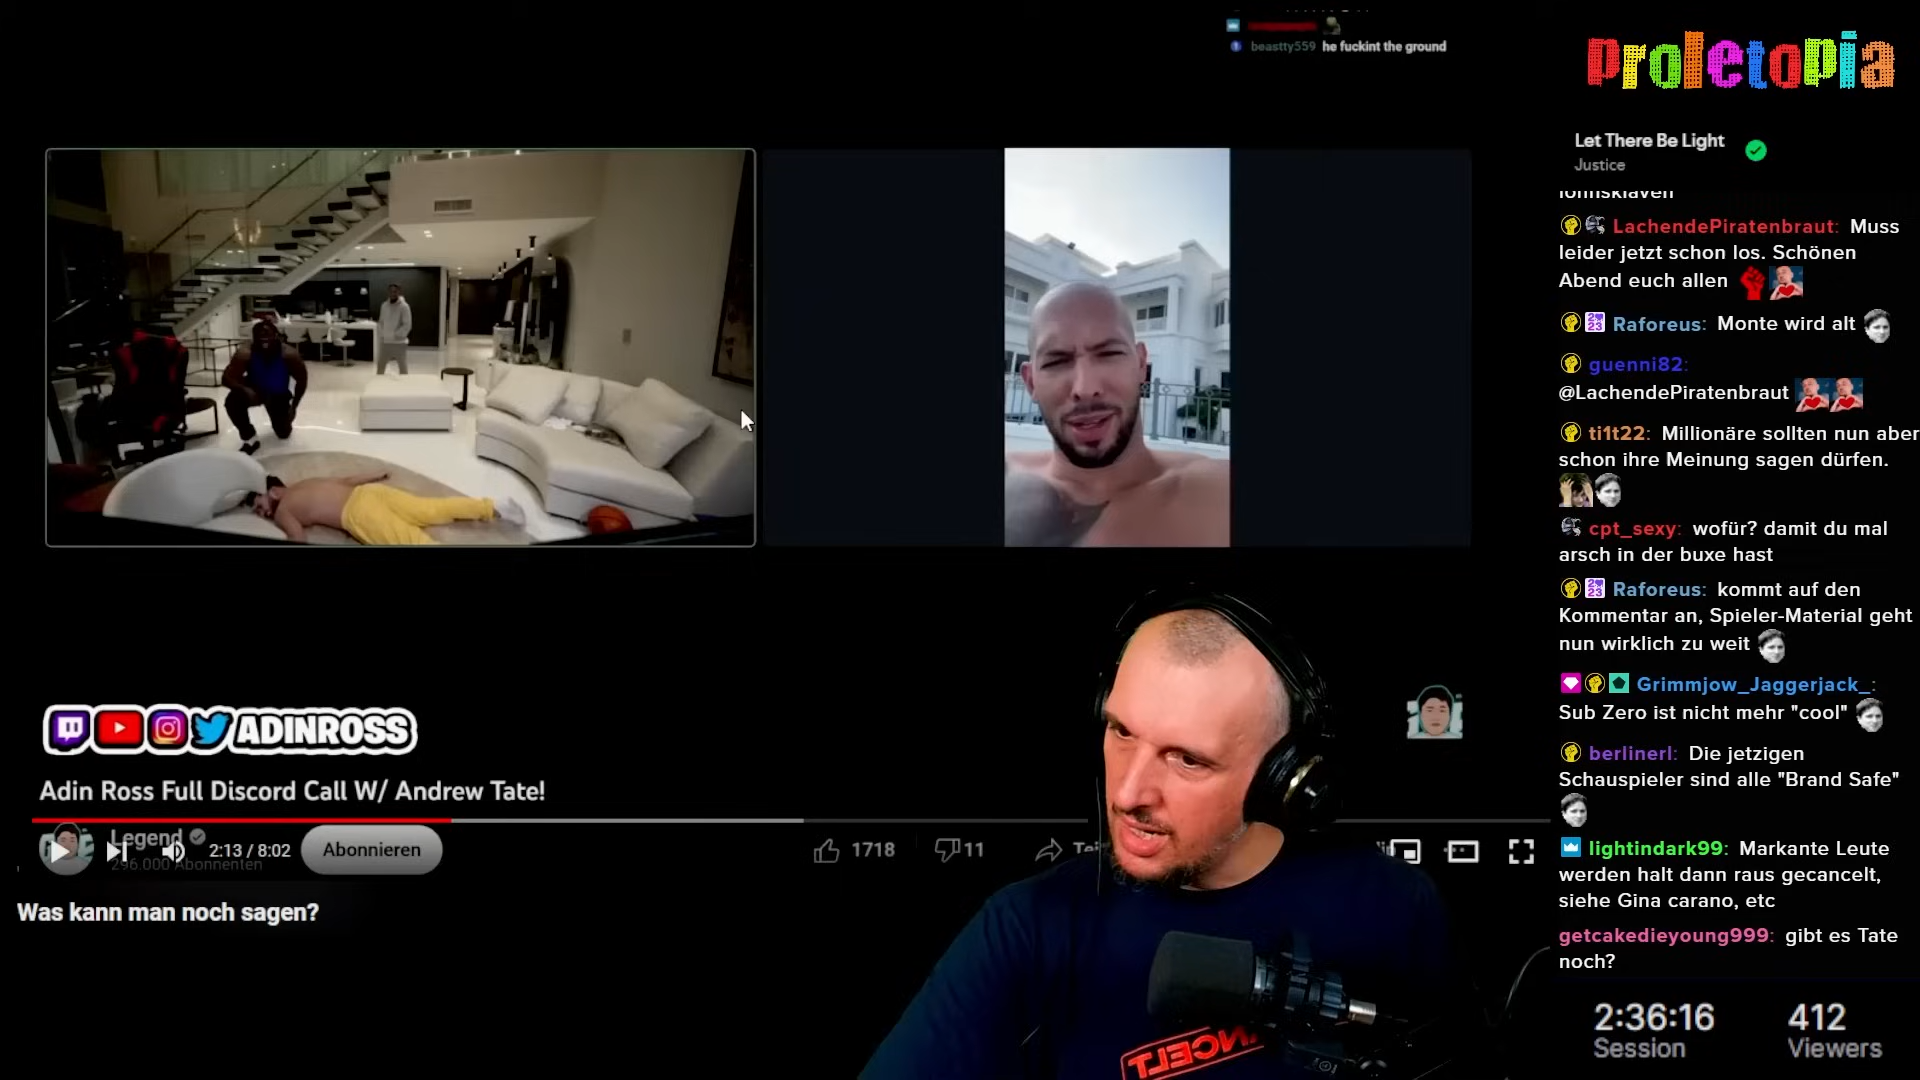 beastty559 he fuckint the ground
Proletopia
Let There Be Light
Justice
lohnsklaven
LachendePiratenbraut: Muss
leider jetzt schon los. Schönen
Abend euch allen
Raforeus: Monte wird alt
guenni82:
@LachendePiratenbraut
ti1t22: Millionäre sollten nun aber
schon ihre Meinung sagen dürfen.
cpt_sexy: wofür? damit du mal
arsch in der buxe hast
Raforeus: kommt auf den
Kommentar an, Spieler-Material geht
nun wirklich zu weit
Grimmjow_Jaggerjack_:
Sub Zero ist nicht mehr "cool"
berlinerl: Die jetzigen
Schauspieler sind alle "Brand Safe"
lightindark99: Markante Leute
werden halt dann raus gecancelt,
siehe Gina carano, etc
getcakedieyoung999: gibt es Tate
noch?
2:36:16
Session
412
Viewers
ADINROSS
Adin Ross Full Discord Call W/ Andrew Tate!
Legend
296.000 Abonnenten
2:13 / 8:02
Abonnieren
1718
11
Was kann man noch sagen?